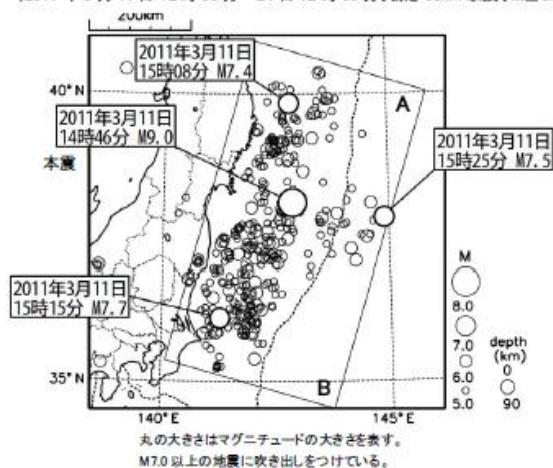 200km
2011年3月11日
15時08分 M7.4
40°N
A
2011年3月11日
14時46分 M9.0
2011年3月11日
15時25分 M7.5
本震
M
2011年3月11日
15時15分 M7.7
8.0
7.0
depth
(km)
6.0
0
35°N
B
5.0
90
140°E
145°E
丸の大きさはマグニチュードの大きさを表す。
M7.0 以上の地震に吹き出しをつけている。